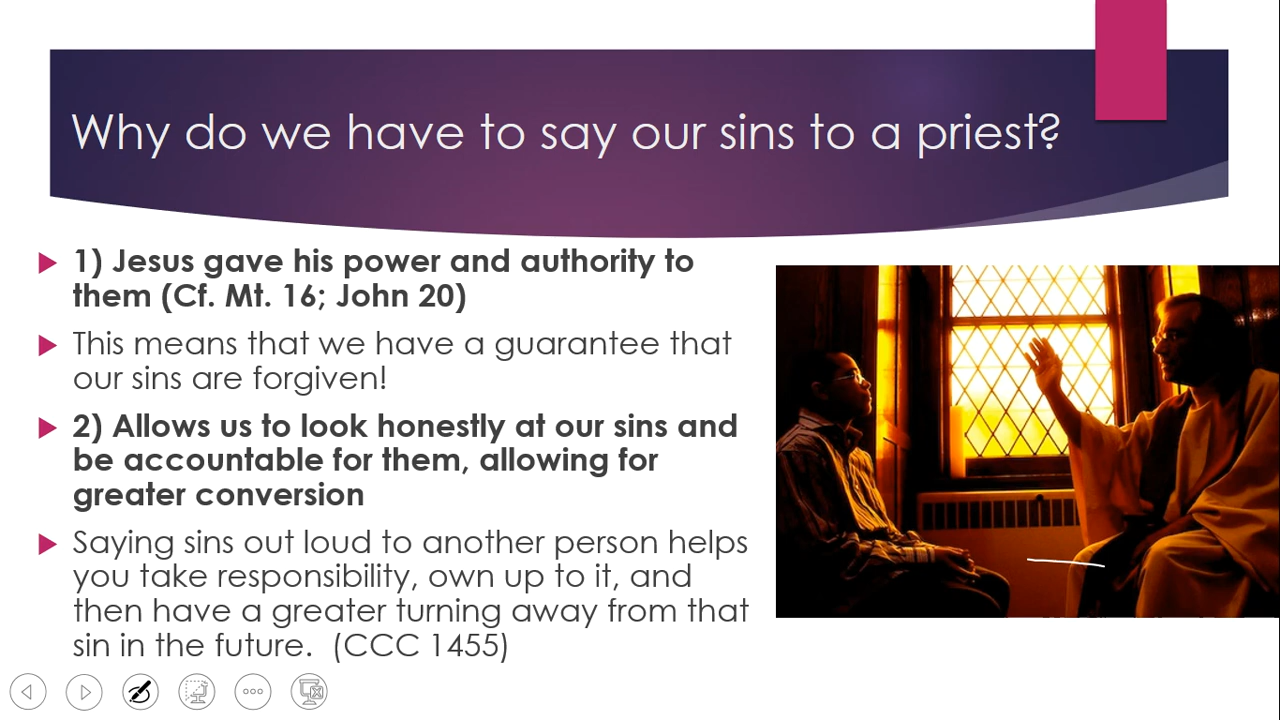 Why do we have to say our sins to a priest?
1) Jesus gave his power and authority to
them (Cf. Mt. 16; John 20)
This means that we have a guarantee that
our sins are forgiven!
2) Allows us to look honestly at our sins and
be accountable for them, allowing for
greater conversion
Saying sins out loud to another person helps
you take responsibility, own up to it, and
then have a greater turning away from that
sin in the future.  (CCC 1455)